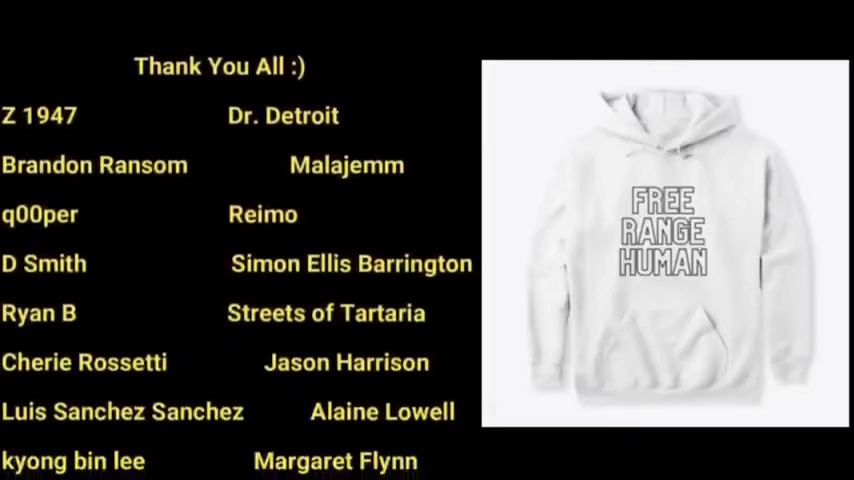 Thank You All :)
Z 1947 Dr. Detroit
Brandon Ransom Malajemm
q00per Reimo
D Smith Simon Ellis Barrington
Ryan B Streets of Tartaria
Cherie Rossetti Jason Harrison
Luis Sanchez Sanchez Alaine Lowell
kyong bin lee Margaret Flynn
FREE
RANGE
HUMAN